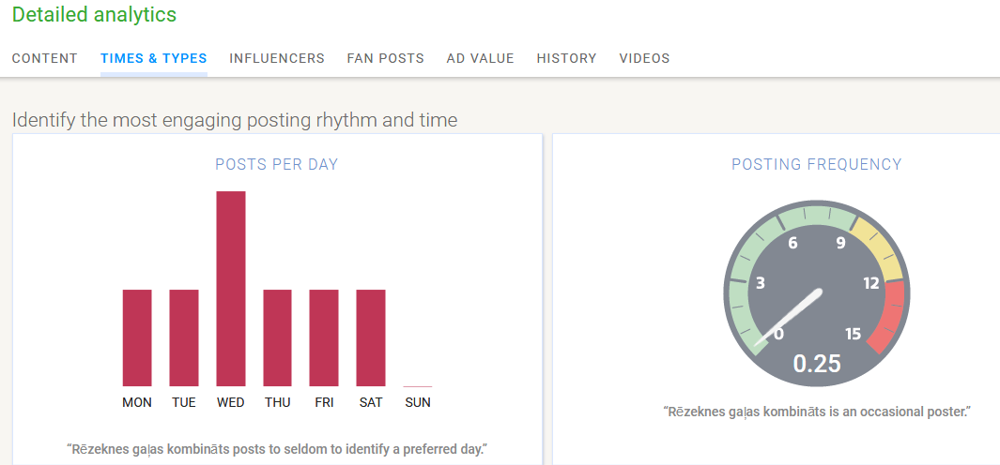 Detailed analytics
CONTENT TIMES & TYPES INFLUENCERS FAN POSTS AD VALUE HISTORY VIDEOS
Identify the most engaging posting rhythm and time
POSTS PER DAY
MON TUE WED THU FRI SAT SUN
“Rēzeknes gaļas kombināts posts to seldom to identify a preferred day.”
POSTING FREQUENCY
0 3 6 9 12 15
0.25
“Rēzeknes gaļas kombināts is an occasional poster.”